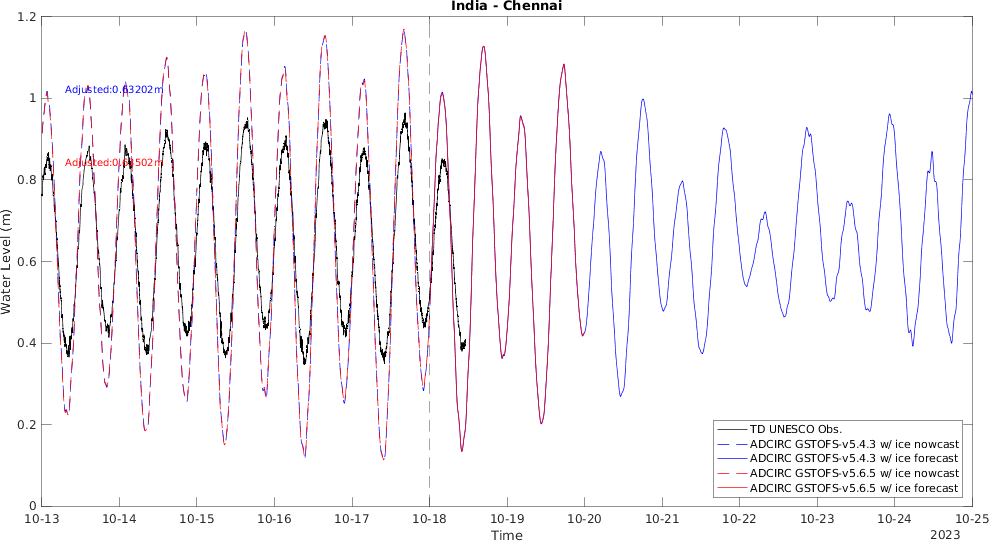 India - Chennai
Water Level (m)
1.2
1
0.8
0.6
0.4
0.2
0
Adjusted:0.63202m
10-13 10-14 10-15 10-16 10-17 10-18 10-19 10-20 10-21 10-22 10-23 10-24 10-25
Time
2023
TD UNESCO Obs.
ADCIRC GSTOFS-v5.4.3 w/ ice nowcast
ADCIRC GSTOFS-v5.4.3 w/ ice forecast
ADCIRC GSTOFS-v5.6.5 w/ ice nowcast
ADCIRC GSTOFS-v5.6.5 w/ ice forecast